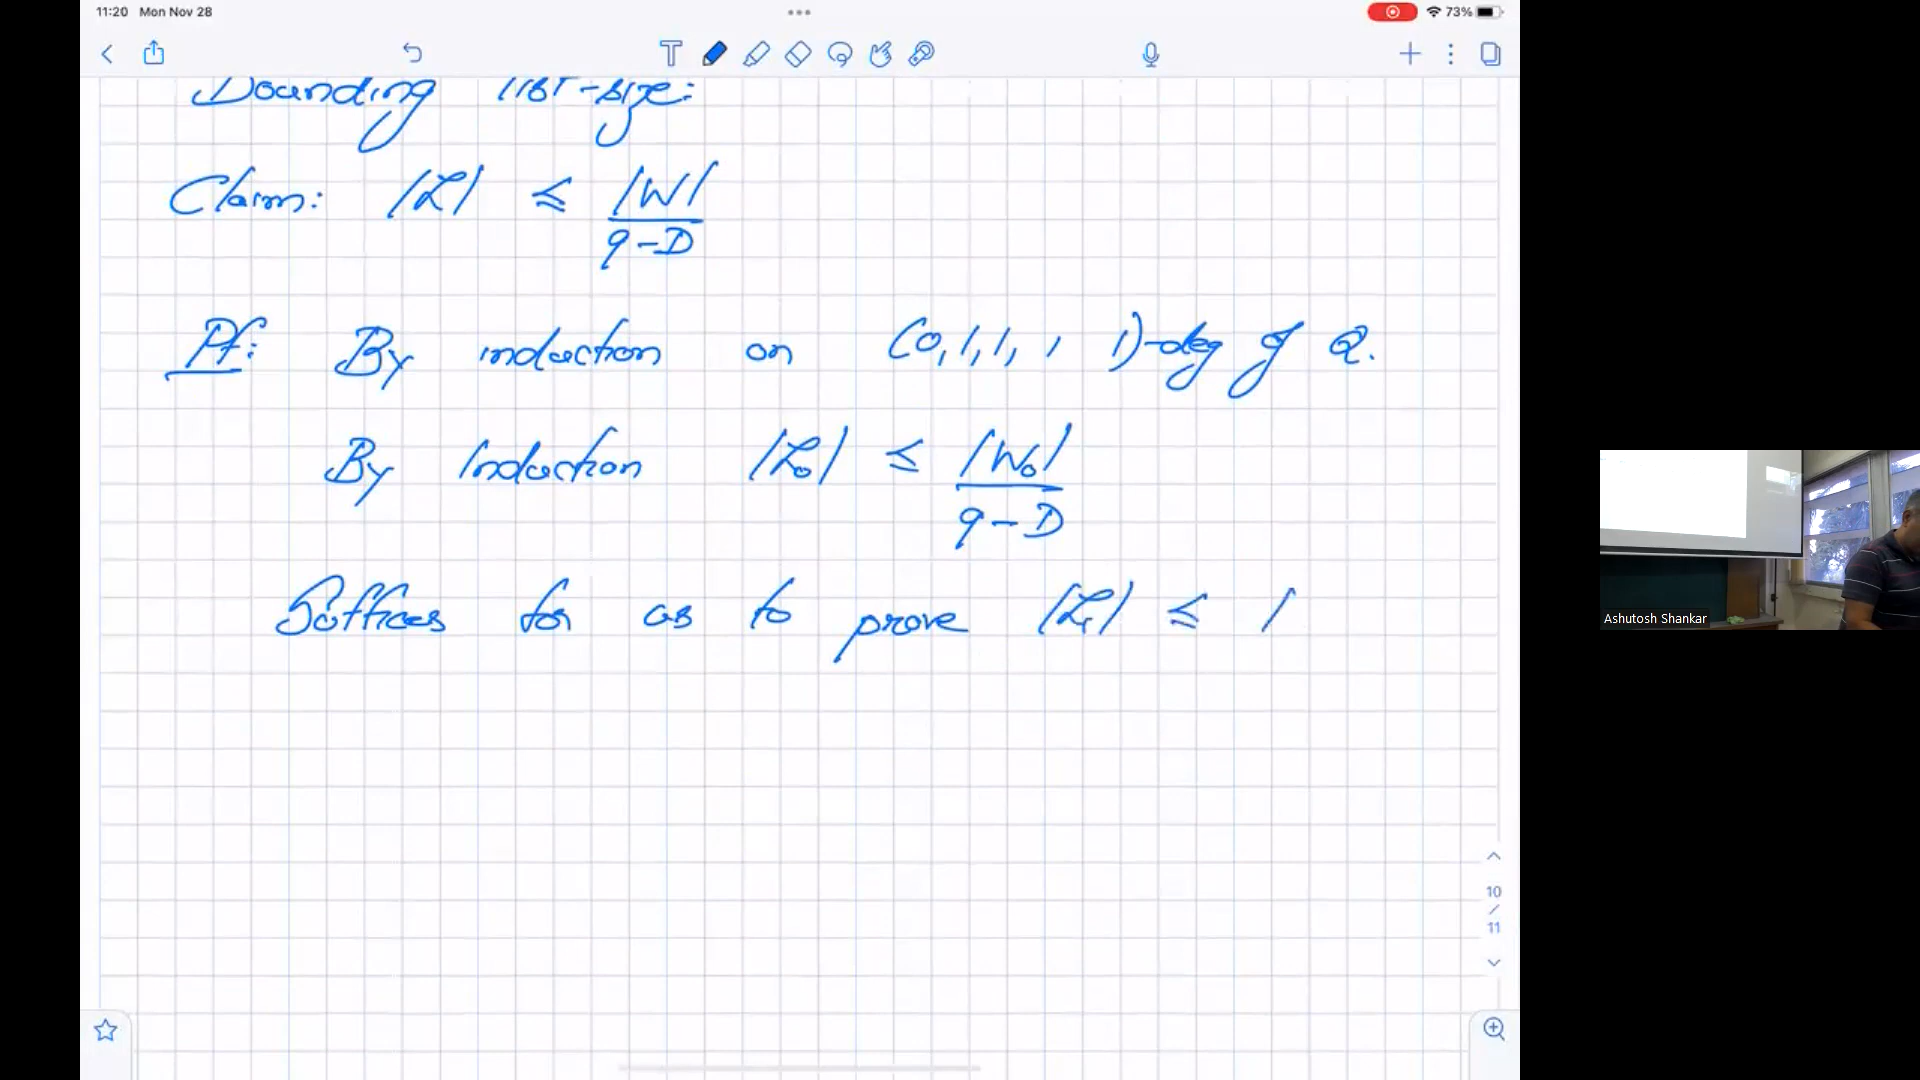 11:20 Mon Nov 28
73%
Bounding list-size:
Claim: |ℒ| ≤ |W| / q-D
Pf: By induction on (0,1,1, , 1)-deg of Q.
By Induction |ℒ₀| ≤ |W₀| / q-D
Suffices for us to prove |ℒ₁| ≤ 1
Ashutosh Shankar
10
/
11